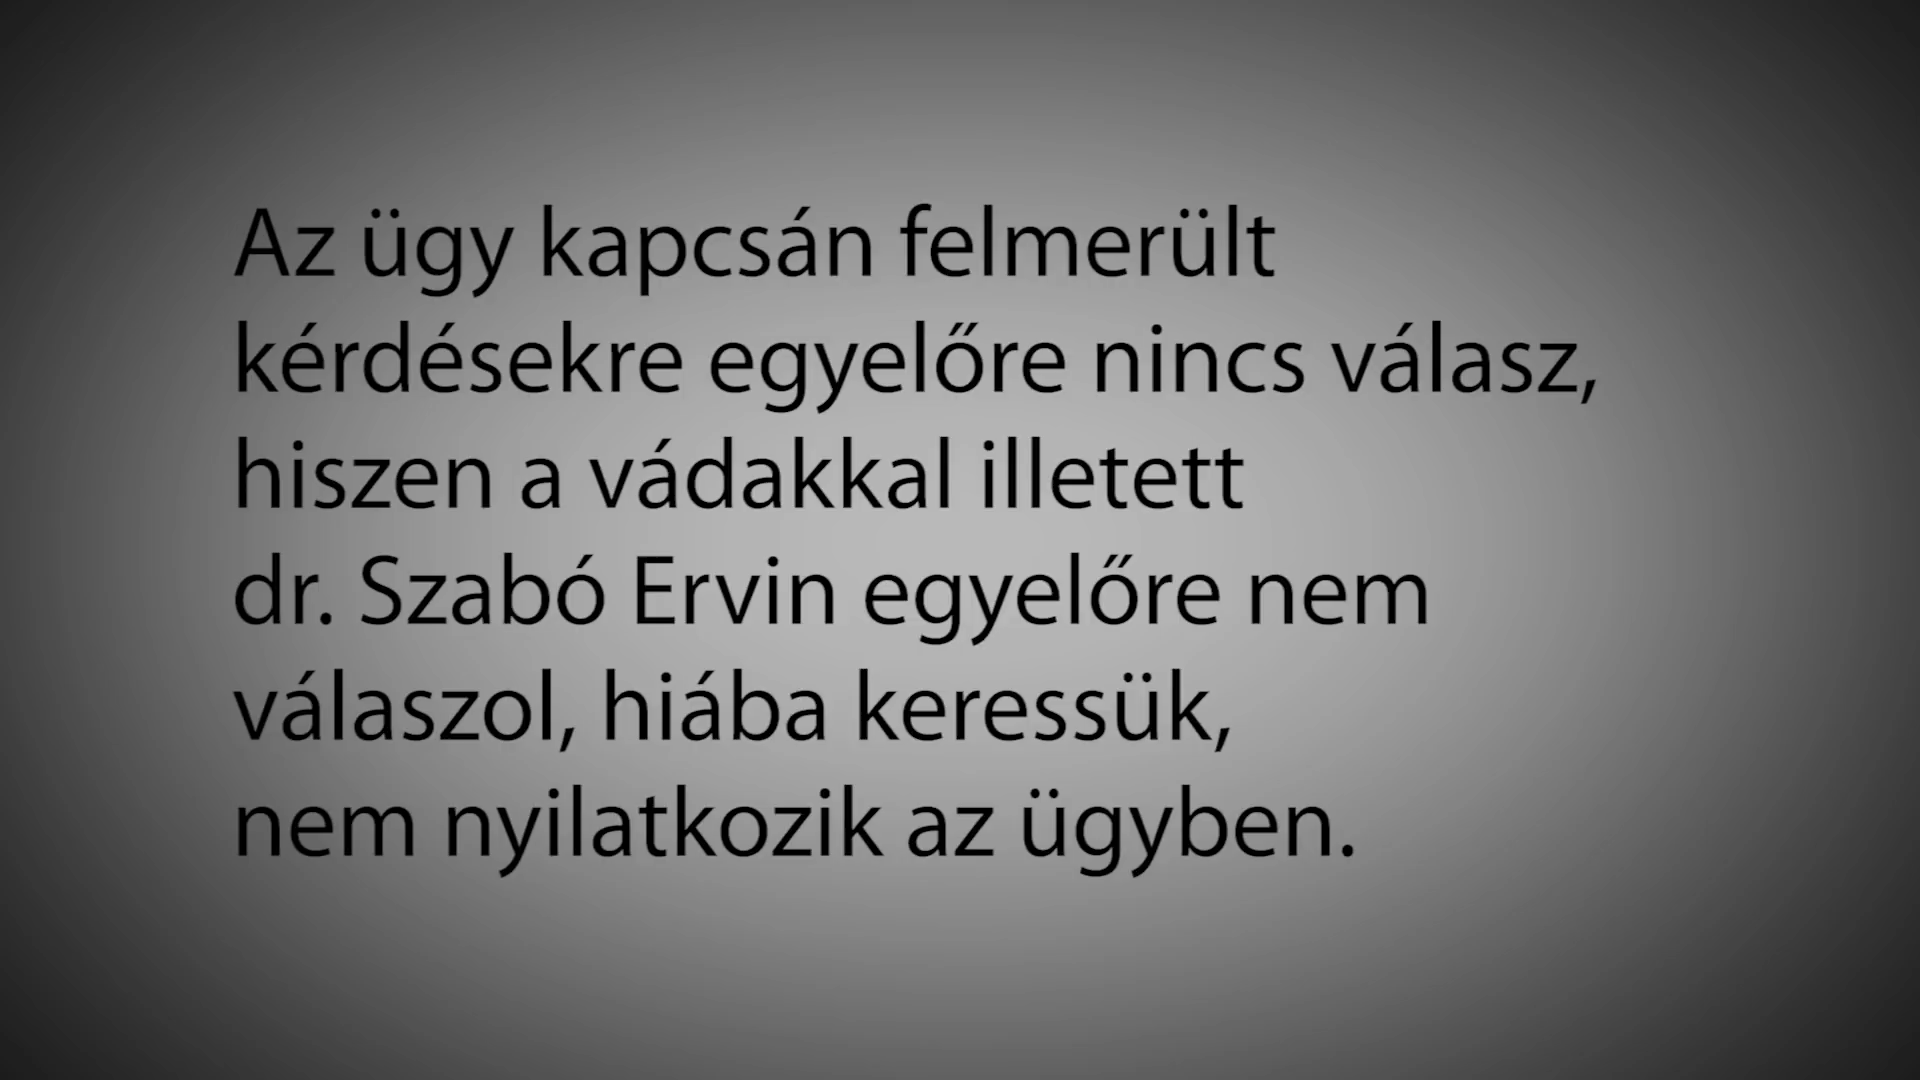 Az ügy kapcsán felmerült
kérdésekre egyelőre nincs válasz,
hiszen a vádakkal illetett
dr. Szabó Ervin egyelőre nem
válaszol, hiába keressük,
nem nyilatkozik az ügyben.